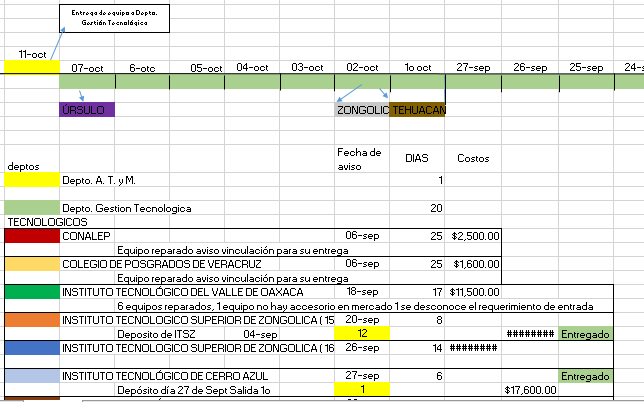 Entrega de equipo a Depto.
Gestión Tecnológica
11-oct
07-oct 6-otc 05-oct 04-oct 03-oct 02-oct 1o oct 27-sep 26-sep 25-sep 24-s
ÚRSULO ZONGOLIC TEHUACAN
deptos Fecha de aviso DIAS Costos
Depto. A. T. y M. 1
Depto. Gestion Tecnologica 20
TECNOLOGICOS
CONALEP 06-sep 25 $2,500.00
Equipo reparado aviso vinculación para su entrega
COLEGIO DE POSGRADOS DE VERACRUZ 06-sep 25 $1,600.00
Equipo reparado aviso vinculación para su entrega
INSTITUTO TECNOLÓGICO DEL VALLE DE OAXACA 18-sep 17 $11,500.00
6 equipos reparados, 1 equipo no hay accesorio en mercado 1 se desconoce el requerimiento de entrada
INSTITUTO TECNOLOGICO SUPERIOR DE ZONGOLICA ( 15 20-sep 8
Deposito de ITSZ 04-sep 12 ######## Entregado
INSTITUTO TECNOLOGICO SUPERIOR DE ZONGOLICA ( 16 26-sep 14 ########
INSTITUTO TECNOLÓGICO DE CERRO AZUL 27-sep 6 Entregado
Depósito día 27 de Sept Salida 1o 1 $17,600.00